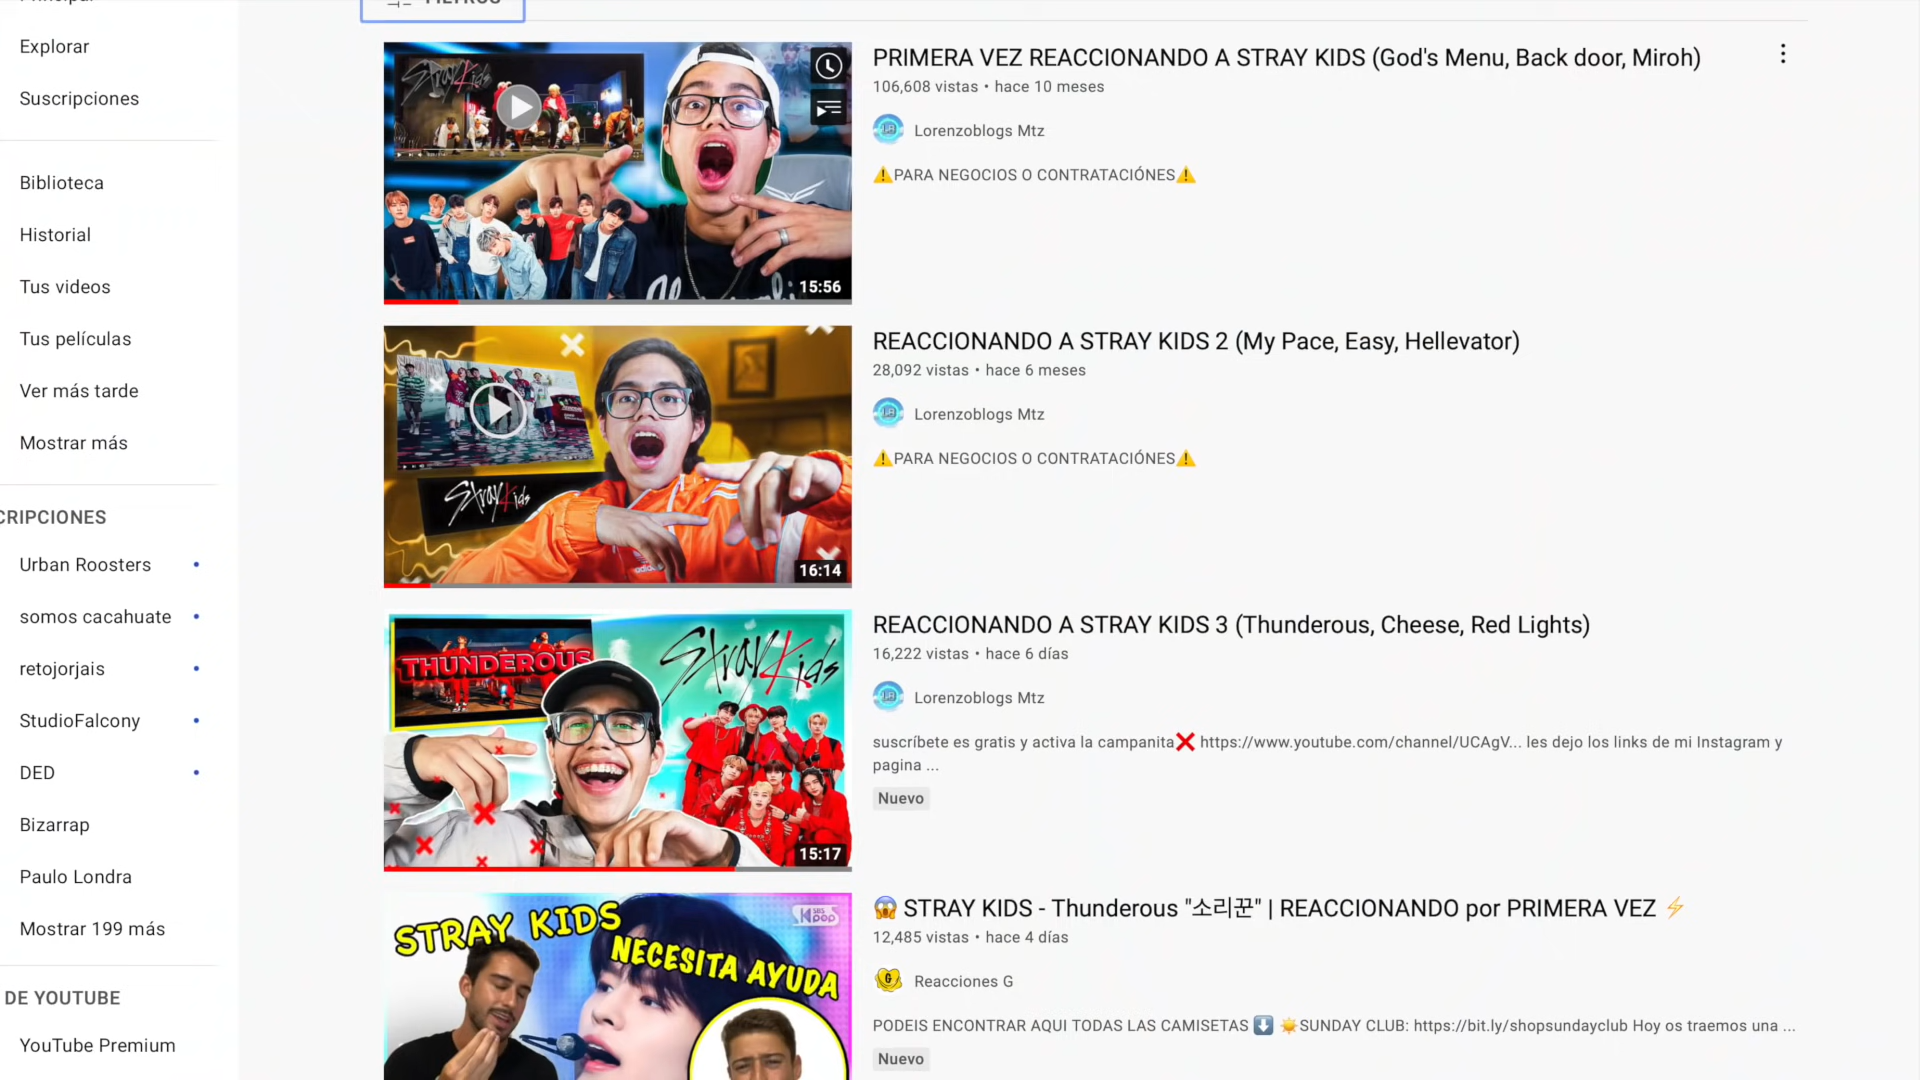 Explorar
Suscripciones
Biblioteca
Historial
Tus videos
Tus películas
Ver más tarde
Mostrar más
CRIPCIONES
Urban Roosters
somos cacahuate
retojorjais
StudioFalcony
DED
Bizarrap
Paulo Londra
Mostrar 199 más
DE YOUTUBE
YouTube Premium
Stray Kids
15:56
PRIMERA VEZ REACCIONANDO A STRAY KIDS (God's Menu, Back door, Miroh)
106,608 vistas • hace 10 meses
Lorenzoblogs Mtz
⚠️PARA NEGOCIOS O CONTRATACIÓNES⚠️
Stray Kids
16:14
REACCIONANDO A STRAY KIDS 2 (My Pace, Easy, Hellevator)
28,092 vistas • hace 6 meses
Lorenzoblogs Mtz
⚠️PARA NEGOCIOS O CONTRATACIÓNES⚠️
THUNDEROUS
Stray Kids
15:17
REACCIONANDO A STRAY KIDS 3 (Thunderous, Cheese, Red Lights)
16,222 vistas • hace 6 días
Lorenzoblogs Mtz
suscríbete es gratis y activa la campanita❌ https://www.youtube.com/channel/UCAgV... les dejo los links de mi Instagram y
pagina ...
Nuevo
STRAY KIDS
NECESITA AYUDA
SBS
Kpop
😱 STRAY KIDS - Thunderous "소리꾼" | REACCIONANDO por PRIMERA VEZ ⚡
12,485 vistas • hace 4 días
Reacciones G
PODEIS ENCONTRAR AQUI TODAS LAS CAMISETAS ⬇️ ☀️SUNDAY CLUB: https://bit.ly/shopsundayclub Hoy os traemos una ...
Nuevo